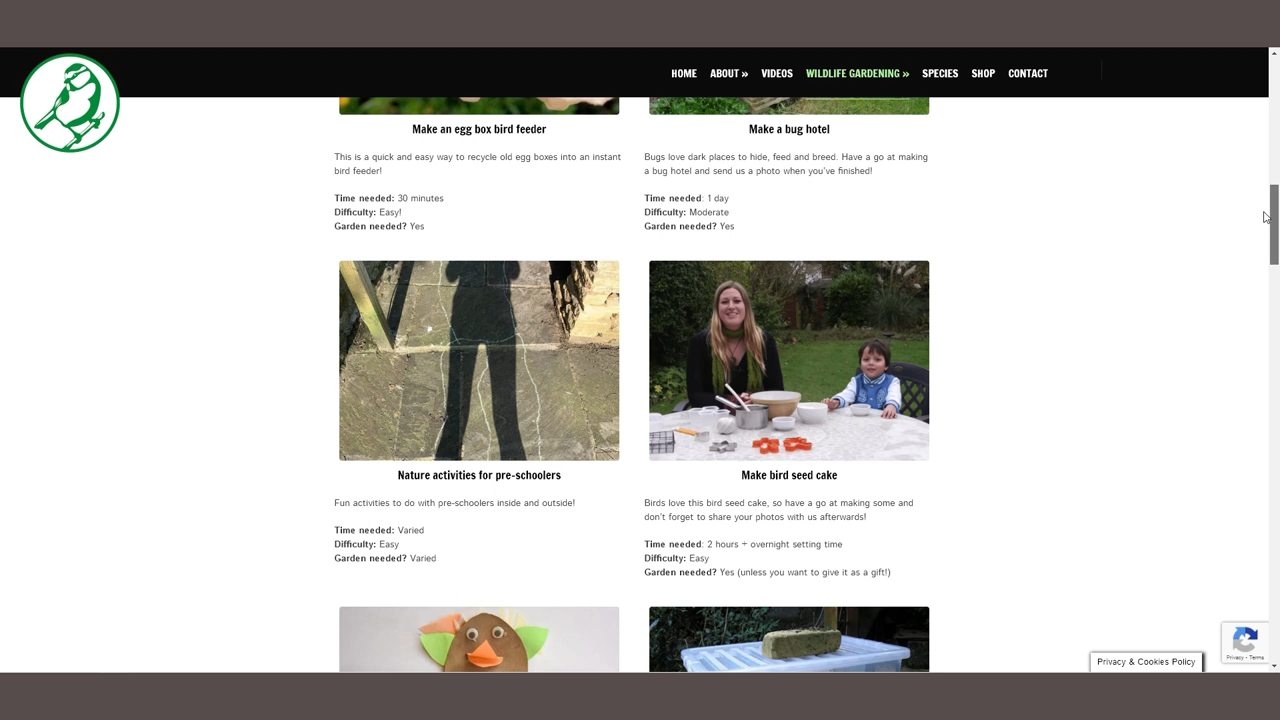 HOME ABOUT » VIDEOS WILDLIFE GARDENING » SPECIES SHOP CONTACT
Make an egg box bird feeder
This is a quick and easy way to recycle old egg boxes into an instant
bird feeder!
Time needed: 30 minutes
Difficulty: Easy!
Garden needed? Yes
Make a bug hotel
Bugs love dark places to hide, feed and breed. Have a go at making
a bug hotel and send us a photo when you've finished!
Time needed: 1 day
Difficulty: Moderate
Garden needed? Yes
Nature activities for pre-schoolers
Fun activities to do with pre-schoolers inside and outside!
Time needed: Varied
Difficulty: Easy
Garden needed? Varied
Make bird seed cake
Birds love this bird seed cake, so have a go at making some and
don't forget to share your photos with us afterwards!
Time needed: 2 hours + overnight setting time
Difficulty: Easy
Garden needed? Yes (unless you want to give it as a gift!)
Privacy & Cookies Policy
Privacy - Terms